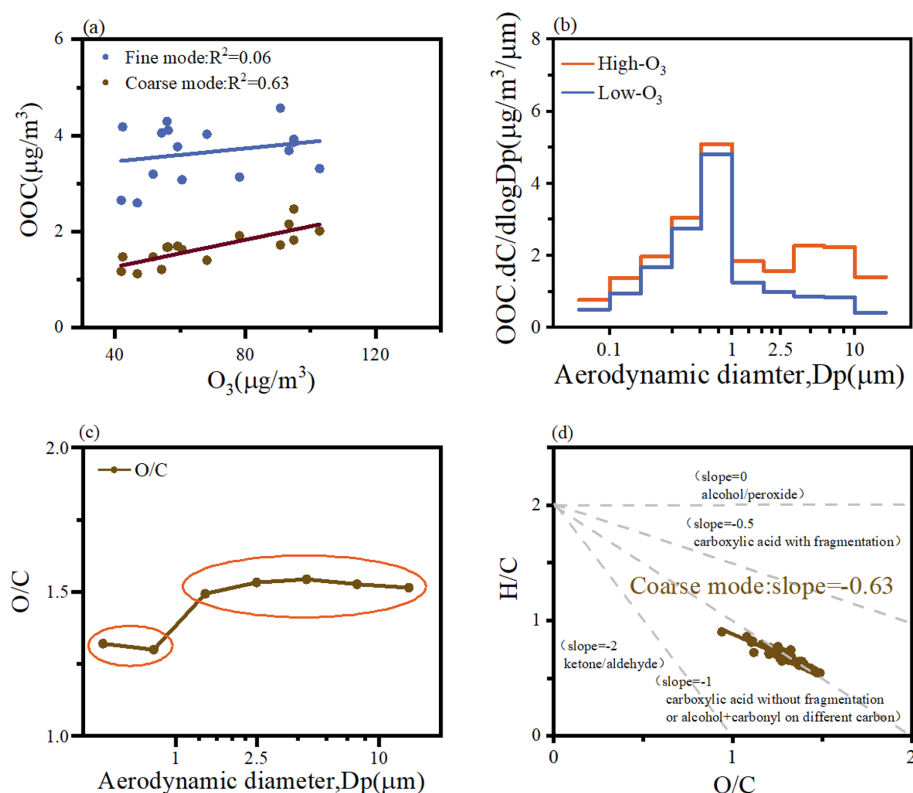 (a)
Fine mode:R²=0.06
Coarse mode:R²=0.63
6
4
2
0
OOC(μg/m³)
40
80
120
O₃(μg/m³)
(b)
High-O₃
Low-O₃
8
6
4
2
0
OOC.dC/dlogDp(μg/m³/μm)
0.1
1
2.5
10
Aerodynamic diamter,Dp(μm)
(c)
O/C
2.0
1.5
1.0
O/C
1
2.5
10
Aerodynamic diameter,Dp(μm)
(d)
(slope=0
alcohol/peroxide)
(slope=-0.5
carboxylic acid with fragmentation)
Coarse mode:slope=-0.63
(slope=-2
ketone/aldehyde)
(slope=-1
carboxylic acid without fragmentation
or alcohol+carbonyl on different carbon)
2
1
0
H/C
0
1
2
O/C